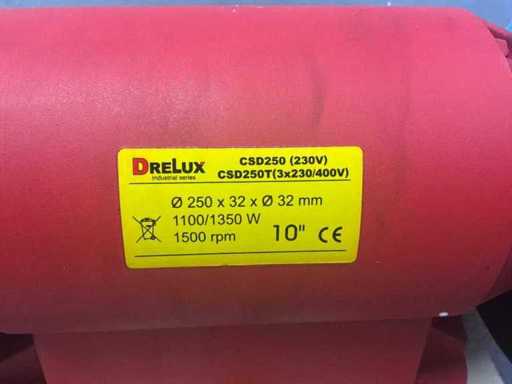 DRELUX
Industrial series
CSD250 (230V)
CSD250T(3x230/400V)
Ø 250 x 32 x Ø 32 mm
1100/1350 W
1500 rpm
10" CE